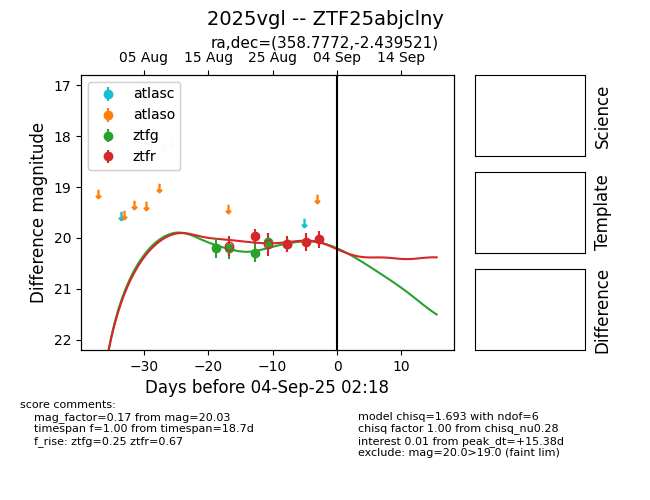 2025vgl -- ZTF25abjclny
ra,dec=(358.7772,-2.439521)
05 Aug 15 Aug 25 Aug 04 Sep 14 Sep
atlasc
atlaso
ztfg
ztfr
17
18
19
20
21
22
Difference magnitude
−30 −20 −10 0 10
Days before 04-Sep-25 02:18
Science
Template
Difference
score comments:
mag_factor=0.17 from mag=20.03
timespan f=1.00 from timespan=18.7d
f_rise: ztfg=0.25 ztfr=0.67
model chisq=1.693 with ndof=6
chisq factor 1.00 from chisq_nu0.28
interest 0.01 from peak_dt=+15.38d
exclude: mag=20.0>19.0 (faint lim)